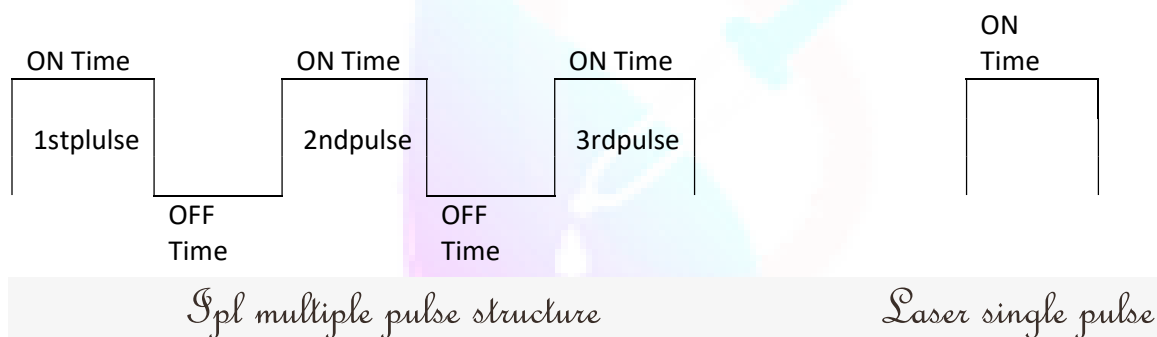 ON
Time
ON Time ON Time ON Time
1stplulse 2ndpulse 3rdpulse
OFF OFF
Time Time
Ipl multiple pulse structure Laser single pulse